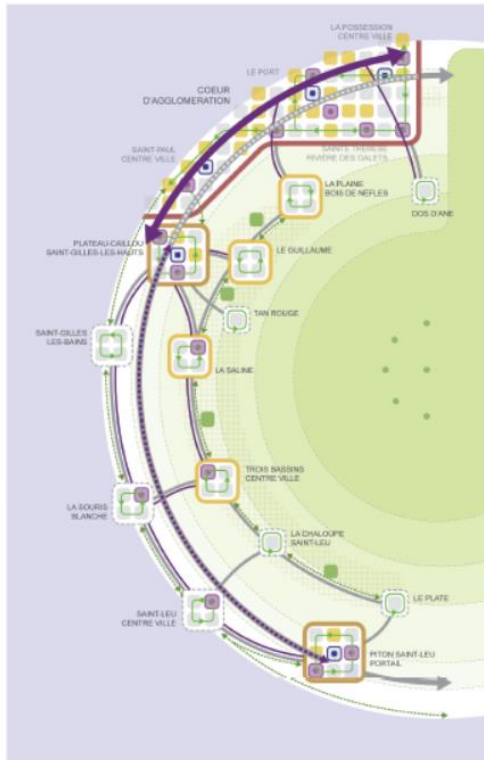 LA POSSESSION
CENTRE VILLE
LE PORT
COEUR
D'AGGLOMERATION
SAINT-PAUL
CENTRE VILLE
SAINTE THERESE
RIVIÈRE DES GALETS
LA PLAINE
BOIS DE NEFLES
DOS D'ANE
PLATEAU-CAILLOU
SAINT-GILLES-LES-HAUTS
LE GUILLAUME
TAN ROUGE
SAINT-GILLES
LES-BAINS
LA SALINE
TROIS BASSINS
CENTRE VILLE
LA SOURIS
BLANCHE
LA CHALOUPE
SAINT-LEU
LE PLATE
SAINT-LEU
CENTRE VILLE
PITON SAINT-LEU
PORTAIL